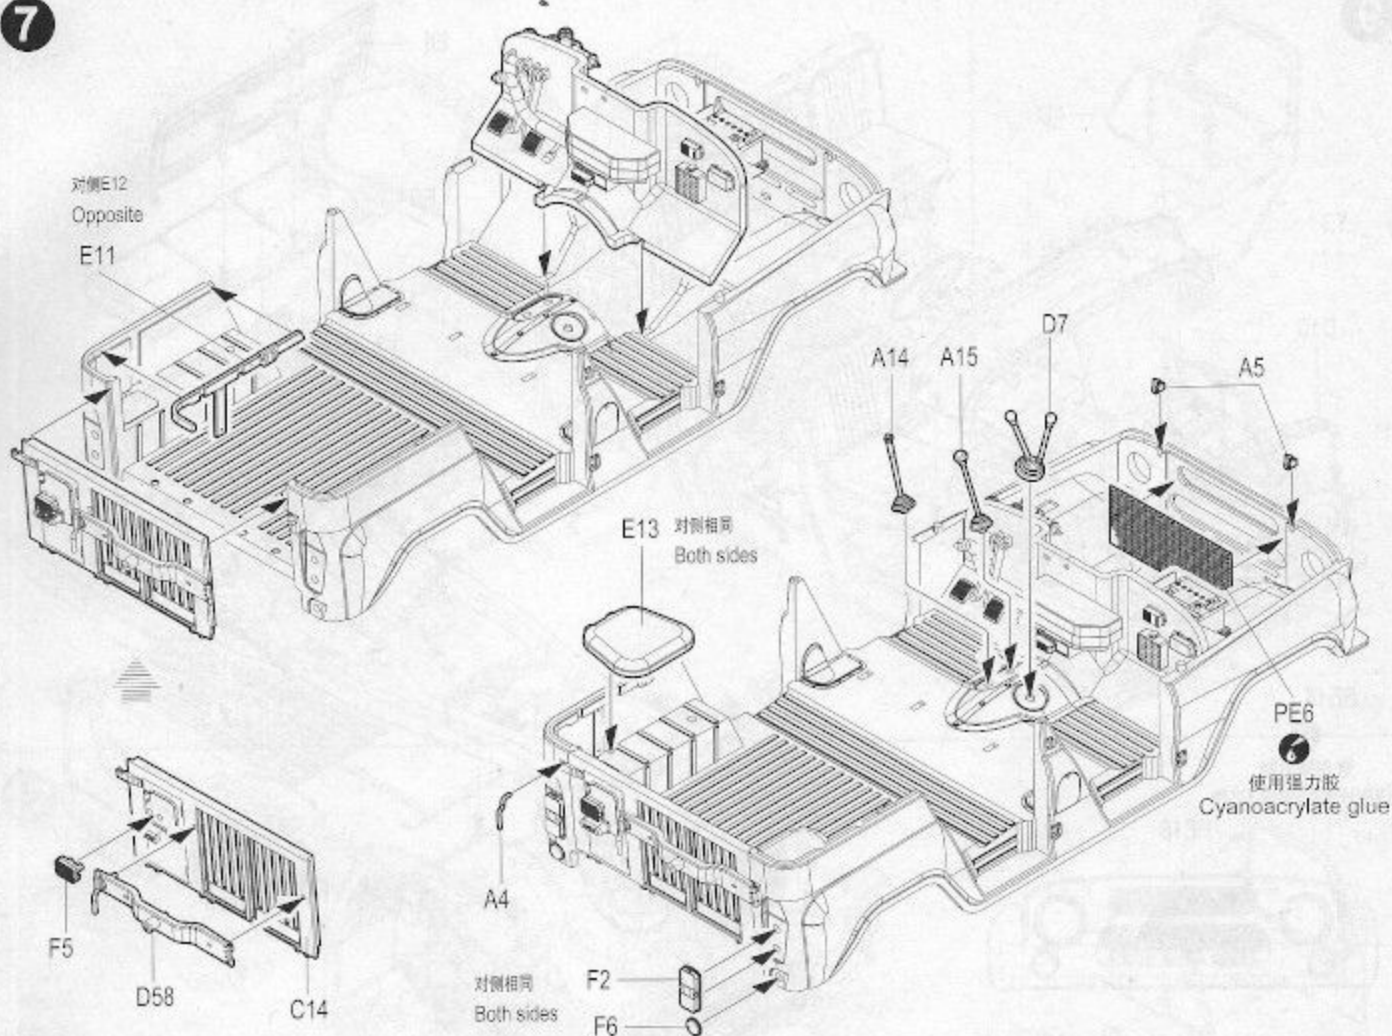 7
对侧E12
Opposite
E11
F5
D58
C14
A14
A15
D7
A5
E13 对侧相同
Both sides
PE6
6
使用强力胶
Cyanoacrylate glue
A4
对侧相同
Both sides
F2
F6